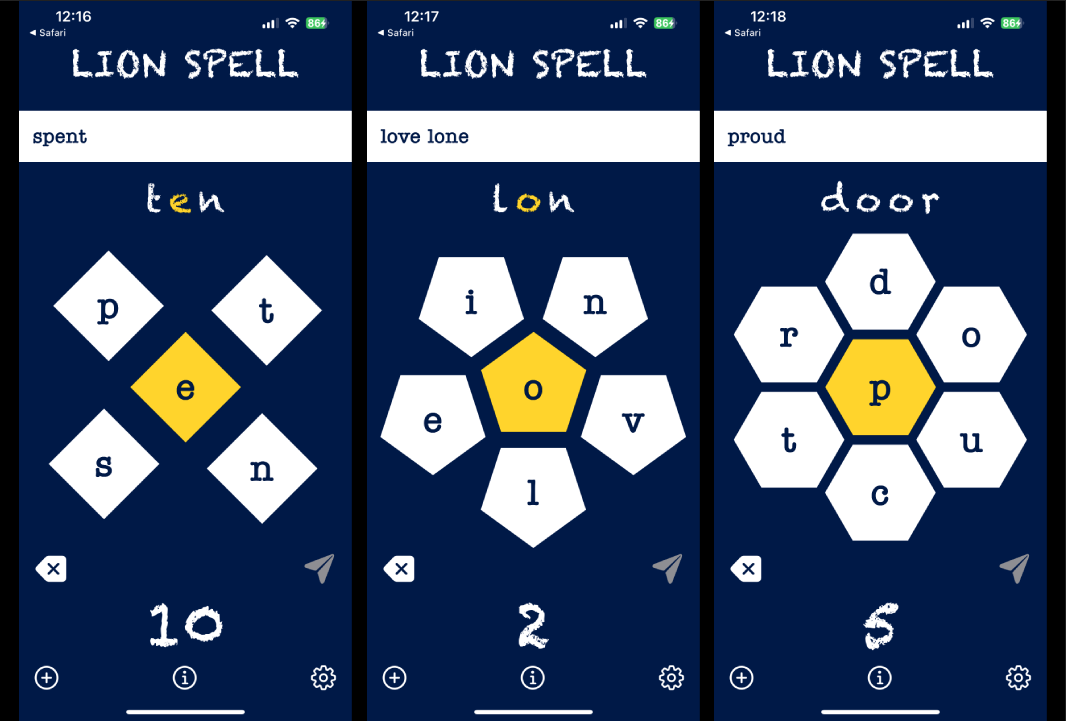 12:16
86
◀ Safari
LION SPELL
spent
ten
p
t
e
s
n
10
12:17
86
◀ Safari
LION SPELL
love lone
lon
i
n
o
e
v
l
2
12:18
86
◀ Safari
LION SPELL
proud
door
d
r
o
p
t
u
c
5